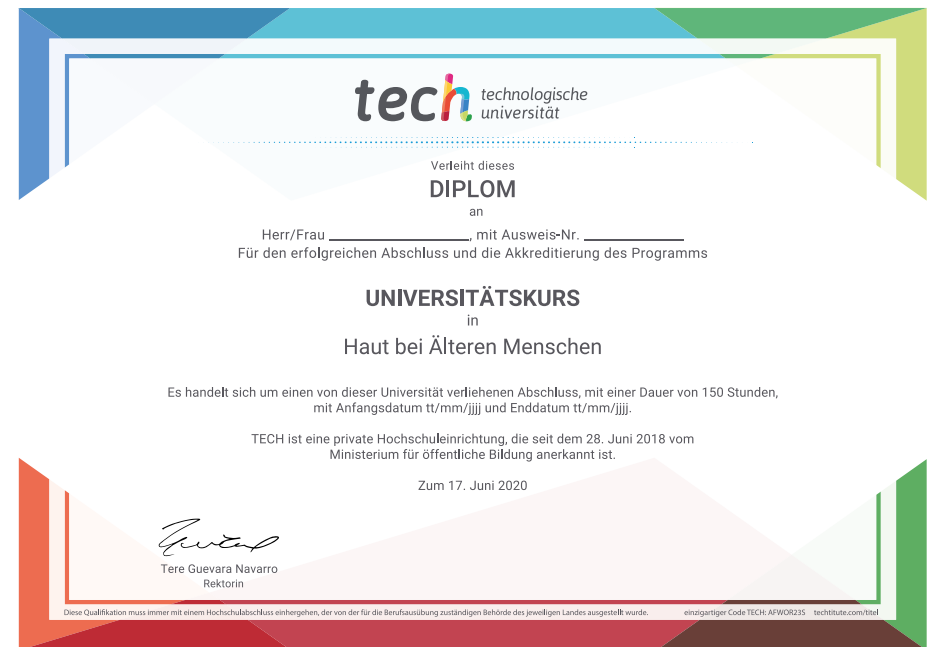 tech technologische
universität
Verleiht dieses
DIPLOM
an
Herr/Frau ____________________, mit Ausweis-Nr. ______________
Für den erfolgreichen Abschluss und die Akkreditierung des Programms
UNIVERSITÄTSKURS
in
Haut bei Älteren Menschen
Es handelt sich um einen von dieser Universität verliehenen Abschluss, mit einer Dauer von 150 Stunden,
mit Anfangsdatum tt/mm/jjjj und Enddatum tt/mm/jjjj.
TECH ist eine private Hochschuleinrichtung, die seit dem 28. Juni 2018 vom
Ministerium für öffentliche Bildung anerkannt ist.
Zum 17. Juni 2020
Tere Guevara Navarro
Rektorin
Diese Qualifikation muss immer mit einem Hochschulabschluss einhergehen, der von der für die Berufsausübung zuständigen Behörde des jeweiligen Landes ausgestellt wurde. einzigartiger Code TECH: AFWOR23S techtitute.com/titel